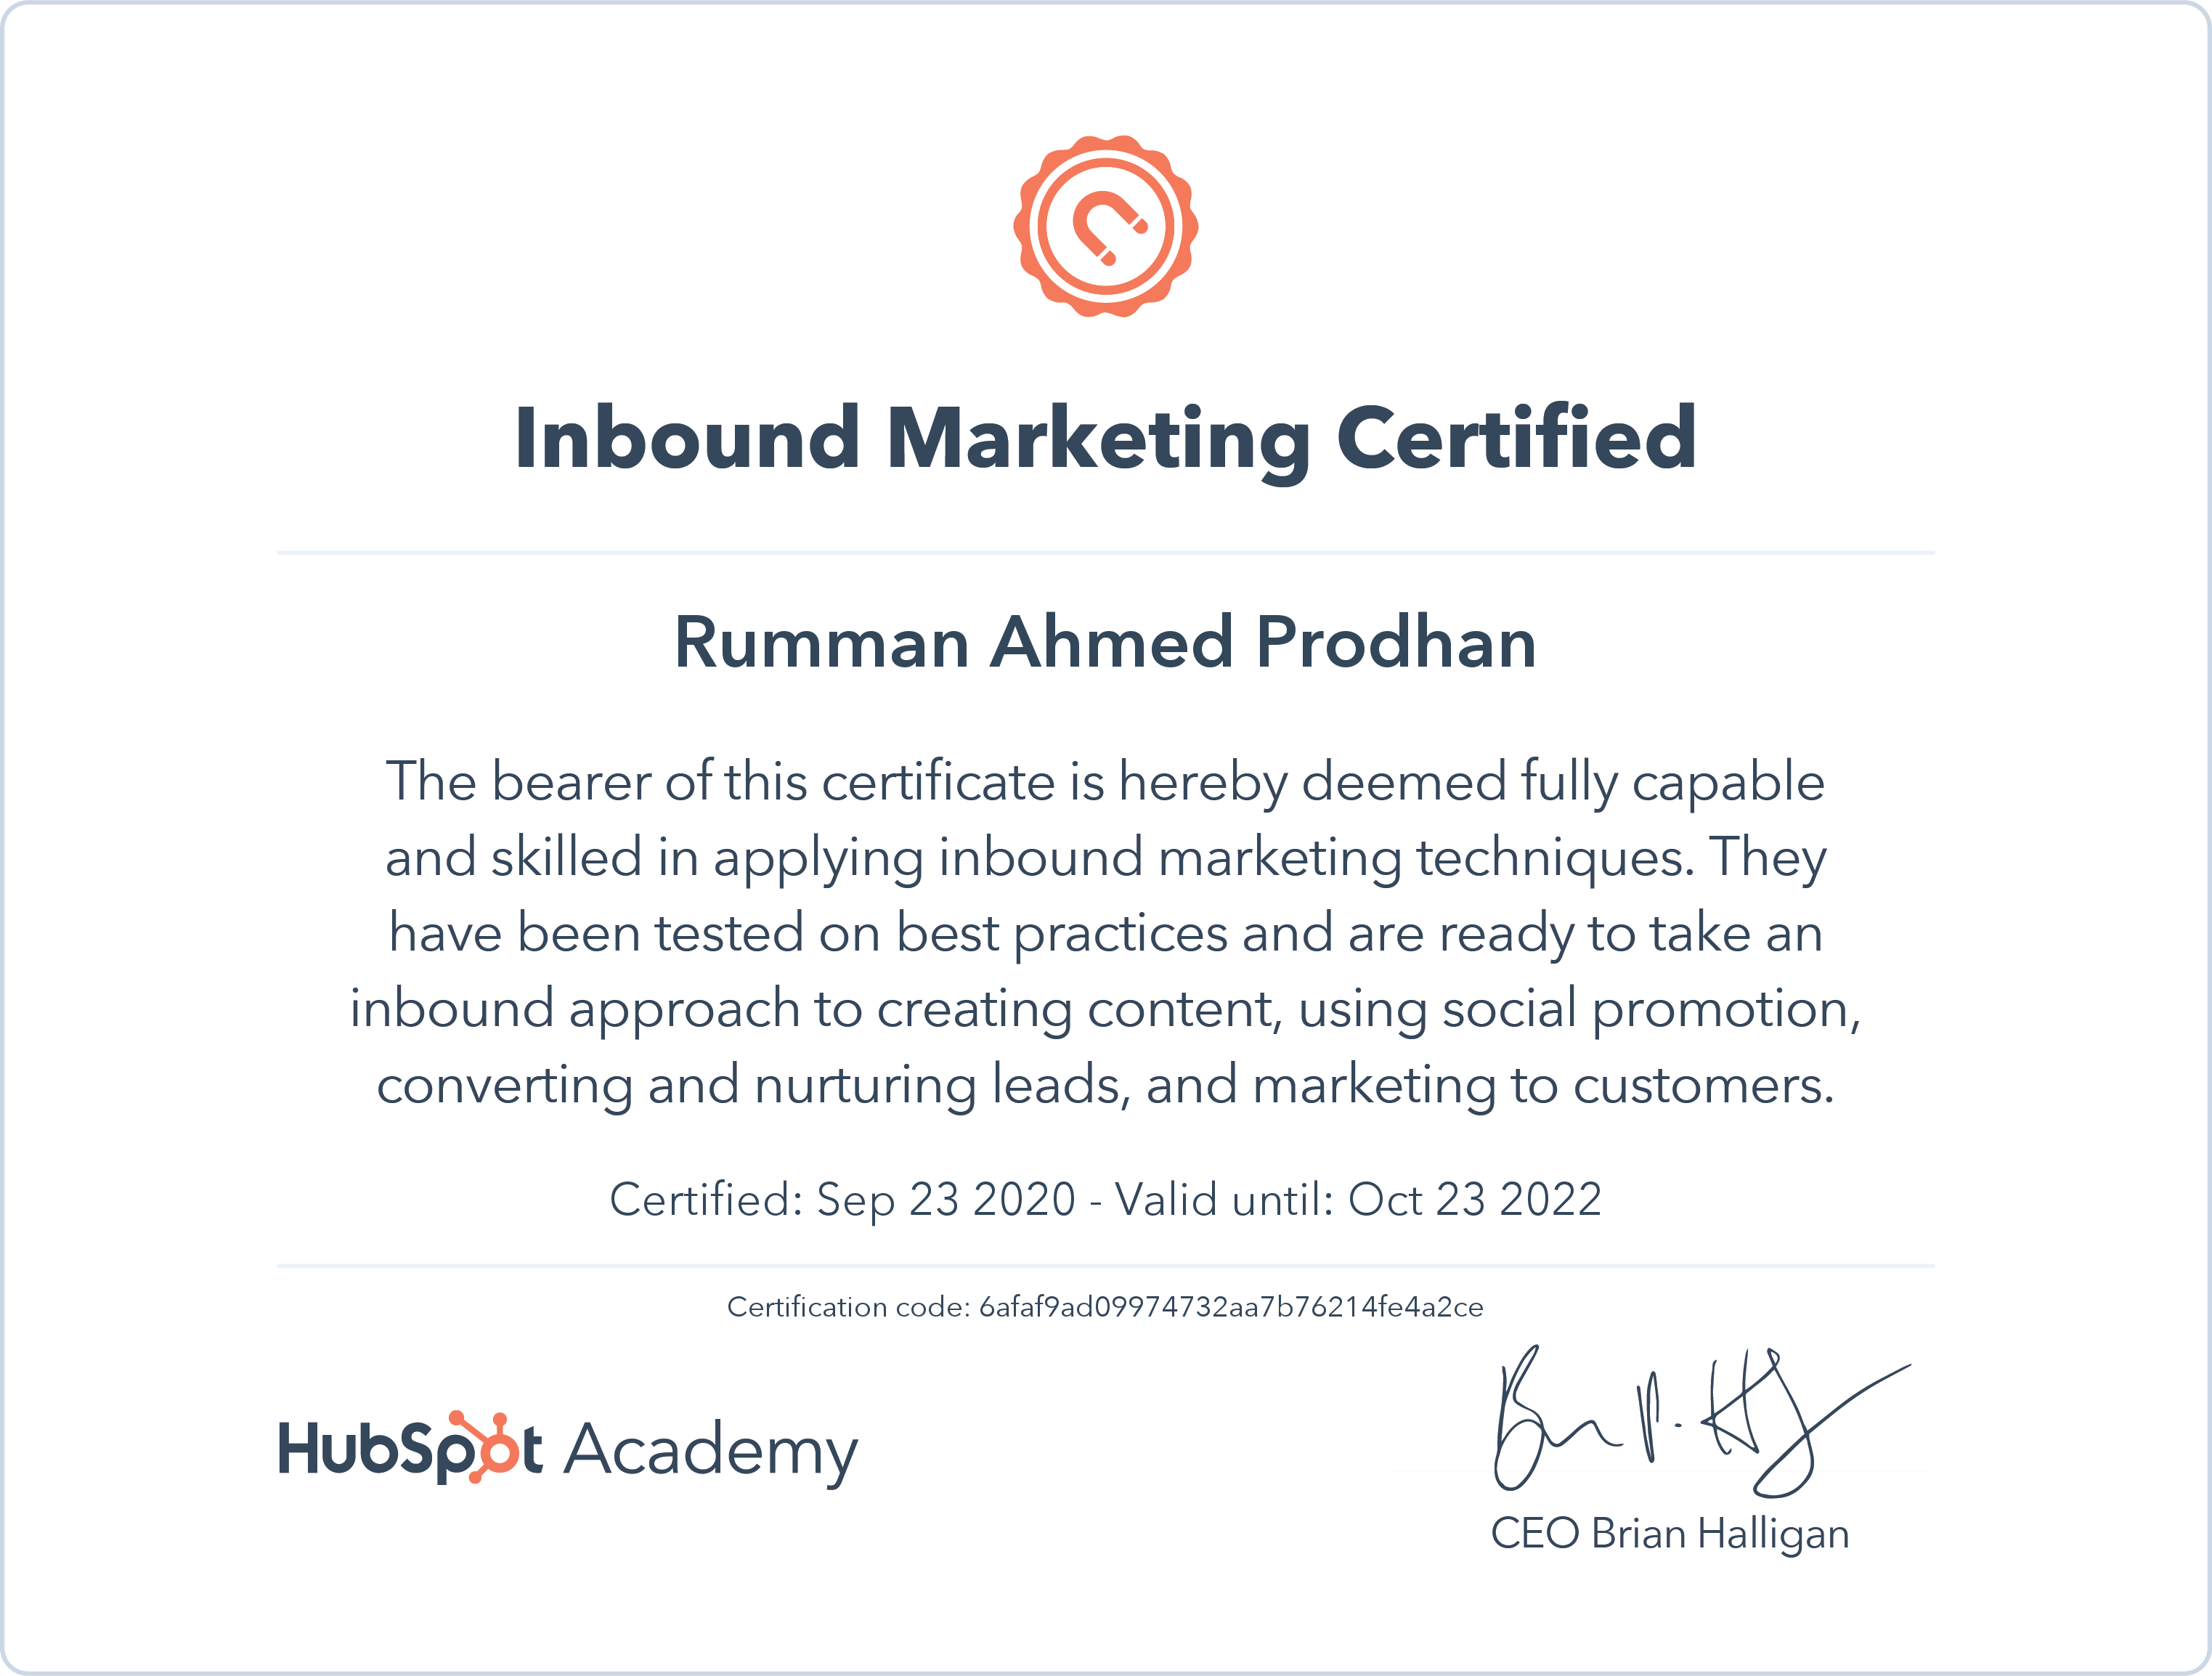 Inbound Marketing Certified
Rumman Ahmed Prodhan
The bearer of this certificate is hereby deemed fully capable
and skilled in applying inbound marketing techniques. They
have been tested on best practices and are ready to take an
inbound approach to creating content, using social promotion,
converting and nurturing leads, and marketing to customers.
Certified: Sep 23 2020 - Valid until: Oct 23 2022
Certification code: 6afaf9ad09974732aa7b76214fe4a2ce
HubSpot Academy
CEO Brian Halligan